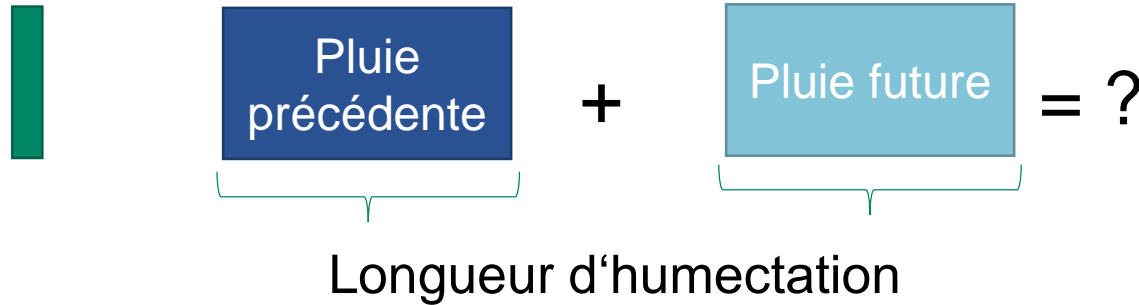 Pluie
précédente
+
Pluie future
= ?
Longueur d‘humectation